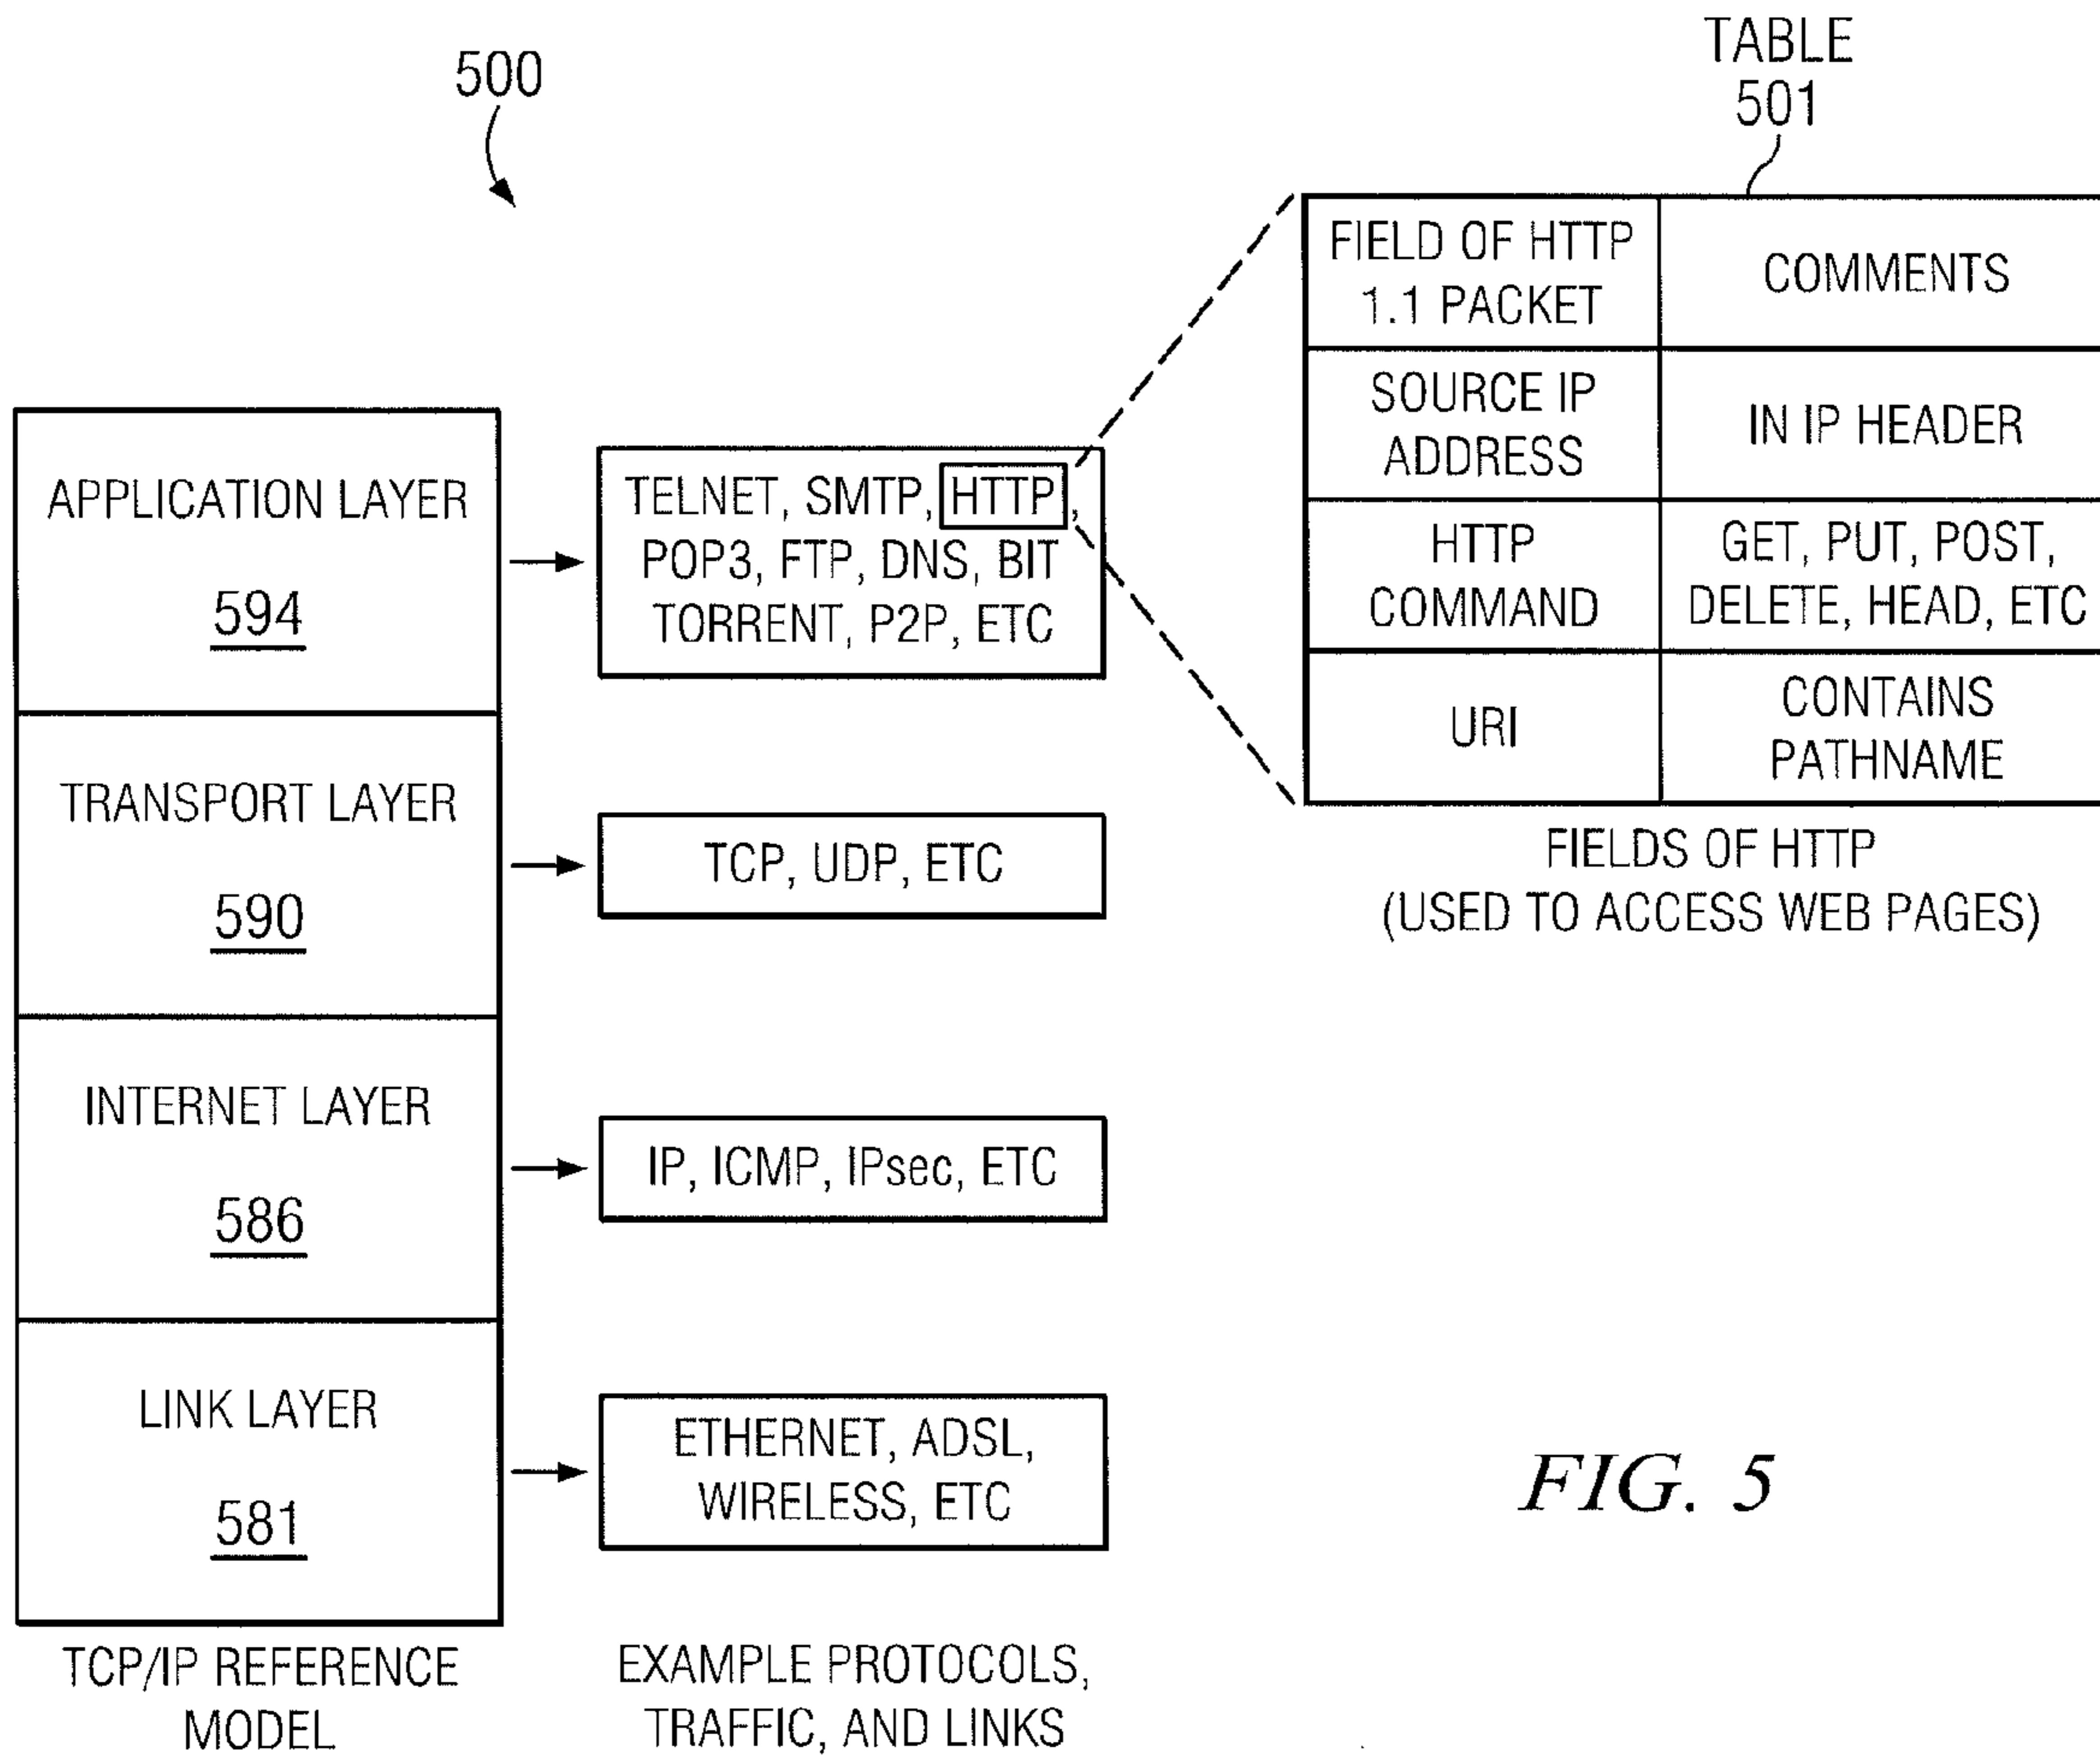 500
TABLE
501
FIELD OF HTTP
1.1 PACKET
COMMENTS
SOURCE IP
ADDRESS
IN IP HEADER
HTTP
COMMAND
GET, PUT, POST,
DELETE, HEAD, ETC
URI
CONTAINS
PATHNAME
FIELDS OF HTTP
(USED TO ACCESS WEB PAGES)
APPLICATION LAYER
594
TELNET, SMTP, HTTP,
POP3, FTP, DNS, BIT
TORRENT, P2P, ETC
TRANSPORT LAYER
590
TCP, UDP, ETC
INTERNET LAYER
586
IP, ICMP, IPsec, ETC
LINK LAYER
581
ETHERNET, ADSL,
WIRELESS, ETC
TCP/IP REFERENCE
MODEL
EXAMPLE PROTOCOLS,
TRAFFIC, AND LINKS
FIG. 5